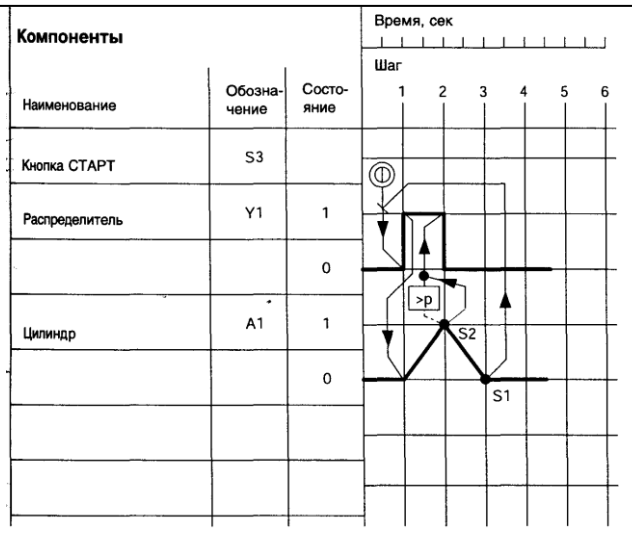 Компоненты
Время, сек
Шаг
Наименование
Обозна-
чение
Состо-
яние
1 2 3 4 5 6
Кнопка СТАРТ
S3
Распределитель
Y1
1
0
>p
Цилиндр
A1
1
S2
0
S1